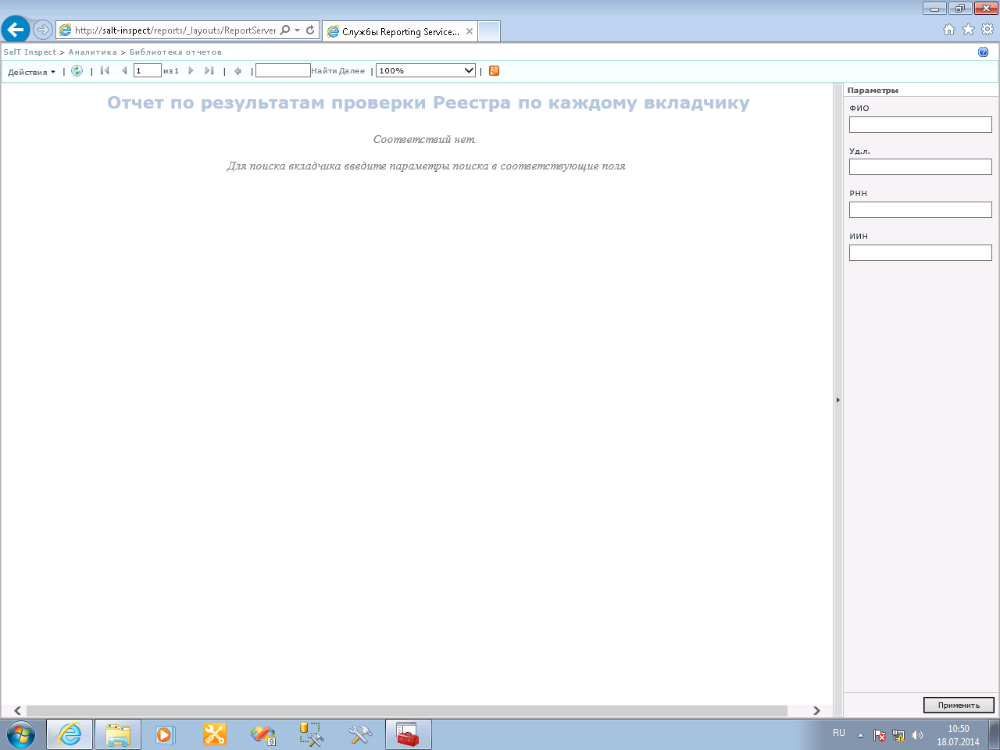 http://salt-inspect/reports/_layouts/ReportServer
Службы Reporting Service...
SalT Inspect > Аналитика > Библиотека отчетов
Действия | | 1 из 1 | | Найти Далее | 100% |
Отчет по результатам проверки Реестра по каждому вкладчику
Соответствий нет.
Для поиска вкладчика введите параметры поиска в соответствующие поля
Параметры
ФИО
Уд.л.
РНН
ИИН
Применить
9
RU
10:50
18.07.2014